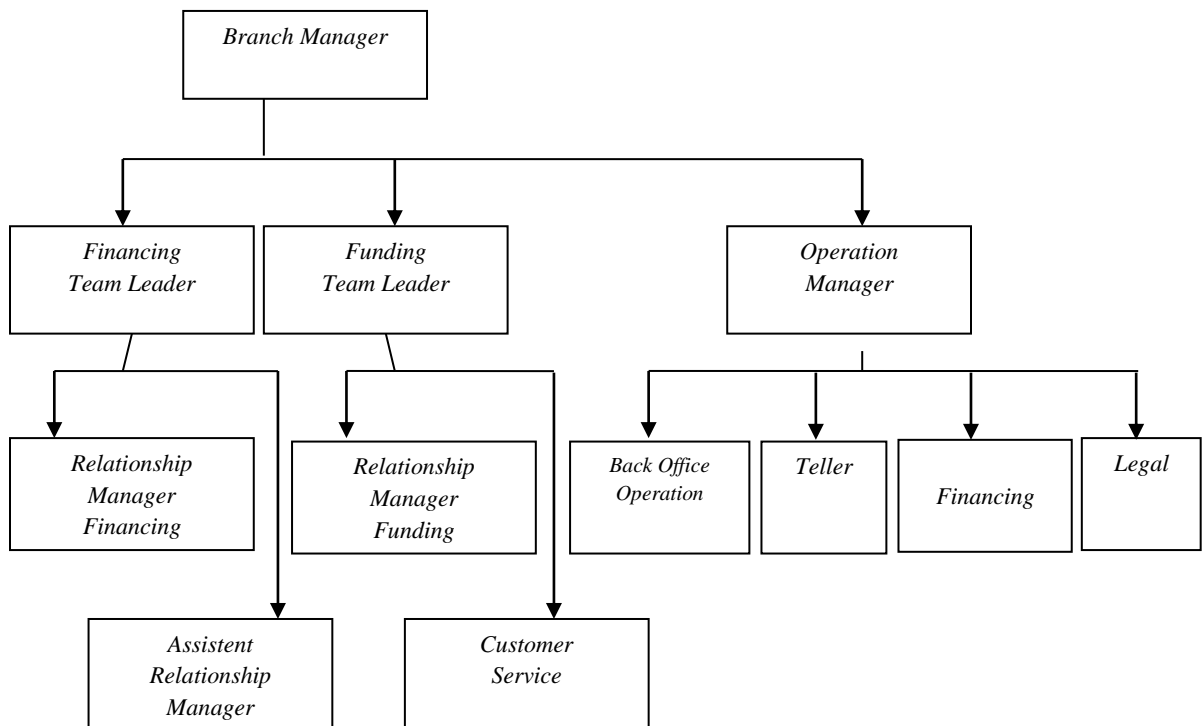 Branch Manager
Financing
Team Leader
Funding
Team Leader
Operation
Manager
Relationship
Manager
Financing
Relationship
Manager
Funding
Back Office
Operation
Teller
Financing
Legal
Assistent
Relationship
Manager
Customer
Service